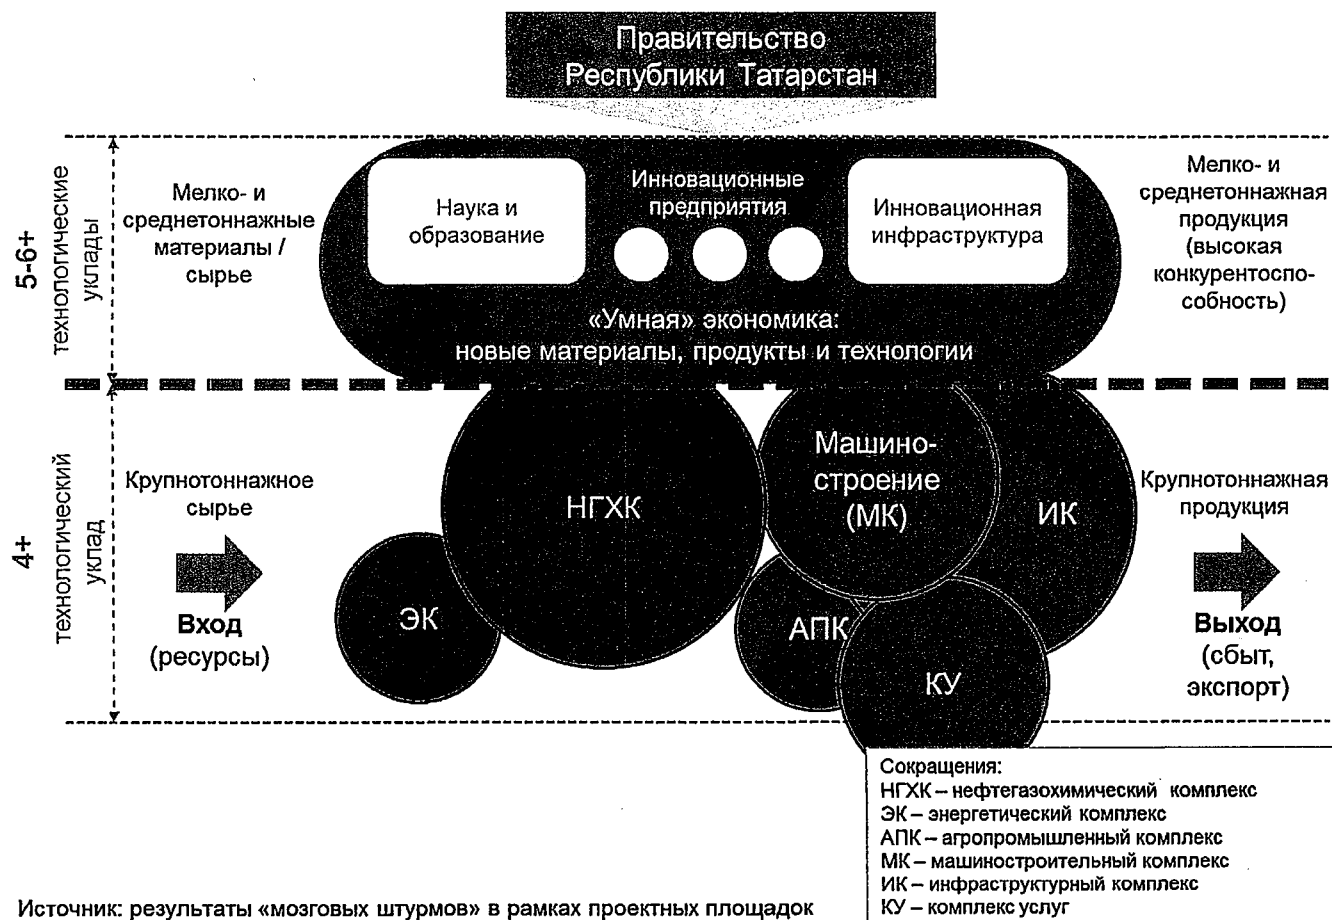 Правительство
Республики Татарстан
5-6+
технологические
уклады
Мелко- и
среднетоннажные
материалы /
сырье
Наука и
образование
Инновационные
предприятия
Инновационная
инфраструктура
«Умная» экономика:
новые материалы, продукты и технологии
Мелко- и
среднетоннажная
продукция
(высокая
конкурентоспо-
собность)
4+
технологический
уклад
Крупнотоннажное
сырье
Вход
(ресурсы)
ЭК
НГХК
Машино-
строение
(МК)
ИК
АПК
КУ
Крупнотоннажная
продукция
Выход
(сбыт,
экспорт)
Сокращения:
НГХК – нефтегазохимический комплекс
ЭК – энергетический комплекс
АПК – агропромышленный комплекс
МК – машиностроительный комплекс
ИК – инфраструктурный комплекс
КУ – комплекс услуг
Источник: результаты «мозговых штурмов» в рамках проектных площадок